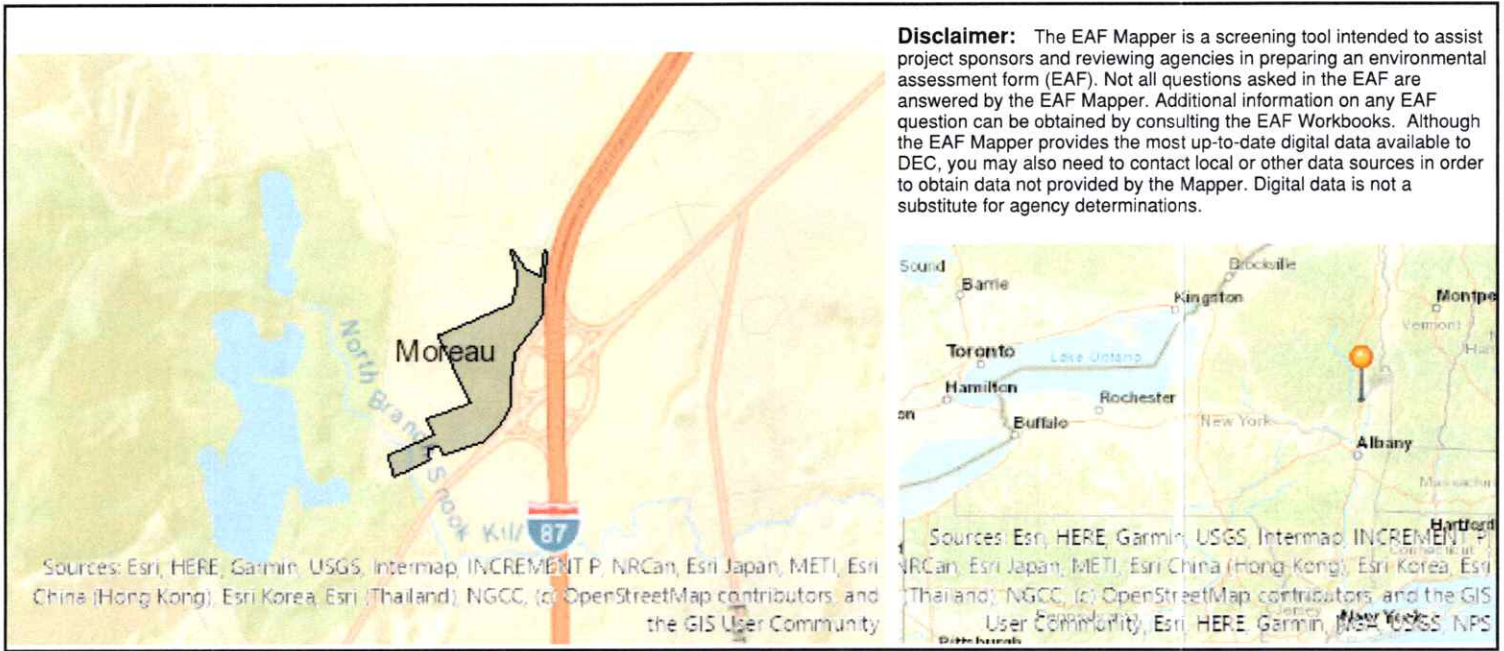 Disclaimer: The EAF Mapper is a screening tool intended to assist
project sponsors and reviewing agencies in preparing an environmental
assessment form (EAF). Not all questions asked in the EAF are
answered by the EAF Mapper. Additional information on any EAF
question can be obtained by consulting the EAF Workbooks. Although
the EAF Mapper provides the most up-to-date digital data available to
DEC, you may also need to contact local or other data sources in order
to obtain data not provided by the Mapper. Digital data is not a
substitute for agency determinations.
Moreau
North Branch Snook Kill
87
Sources: Esri, HERE, Garmin, USGS, Intermap, INCREMENT P, NRCan, Esri Japan, METI, Esri
China (Hong Kong), Esri Korea, Esri (Thailand), NGCC, (c) OpenStreetMap contributors, and
the GIS User Community
Sound
Barrie
Brockville
Kingston
Montpe
Vermont
Toronto
Lake Ontario
Hamilton
Rochester
Buffalo
New York
Albany
Hartford
Connecticut
Sources: Esri, HERE, Garmin, USGS, Intermap, INCREMENT P,
NRCan, Esri Japan, METI, Esri China (Hong Kong), Esri Korea, Esri
(Thailand), NGCC, (c) OpenStreetMap contributors, and the GIS
User Community, Esri, HERE, Garmin, NGA, USGS, NPS
New York
Pittsburgh